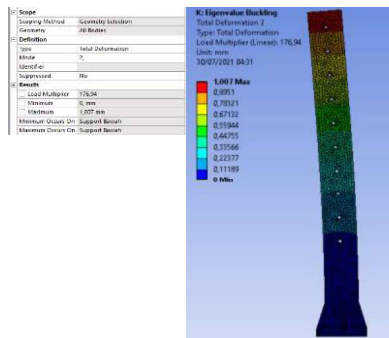 Scope
Scoping Method Geometry Selection
Geometry All Bodies
Definition
Type Total Deformation
Mode 2,
Identifier
Suppressed No
Results
Load Multiplier 176,94
Minimum 0, mm
Maximum 1,007 mm
Minimum Occurs On Support Bawah
Maximum Occurs On Support Bawah
K: Eigenvalue Buckling
Total Deformation 2
Type: Total Deformation
Load Multiplier (Linear): 176,94
Unit: mm
30/07/2021 04:31
1,007 Max
0,8951
0,78321
0,67132
0,55944
0,44755
0,33566
0,22377
0,11189
0 Min